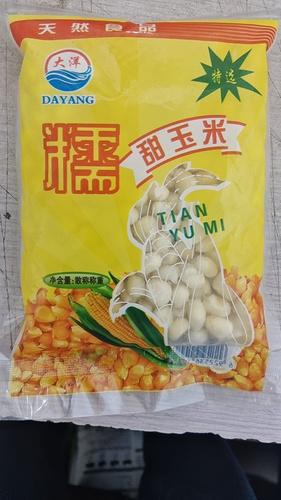 天然食品
大洋
DAYANG
特选
糯
甜玉米
TIAN
YU MI
净含量:散称称重